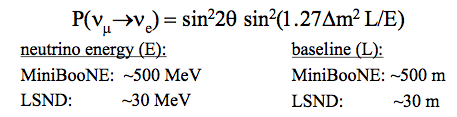 P(νμ→νe) = sin²2θ sin²(1.27Δm² L/E)
neutrino energy (E): baseline (L):
MiniBooNE: ~500 MeV MiniBooNE: ~500 m
LSND: ~30 MeV LSND: ~30 m